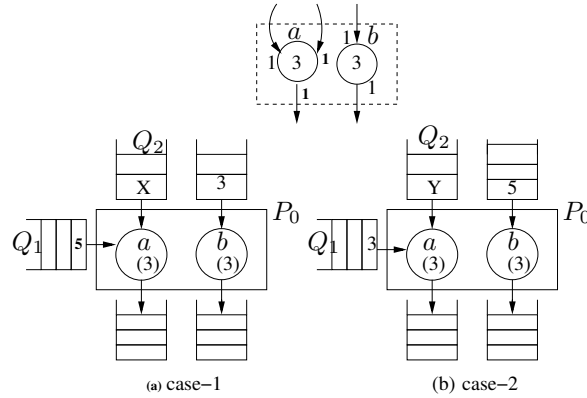 a b
1 3 1 1 3
1 1
Q2 Q2
X 3 Y 5
P0 P0
Q1 5 a b Q1 3 a b
(3) (3) (3) (3)
(a) case-1 (b) case-2